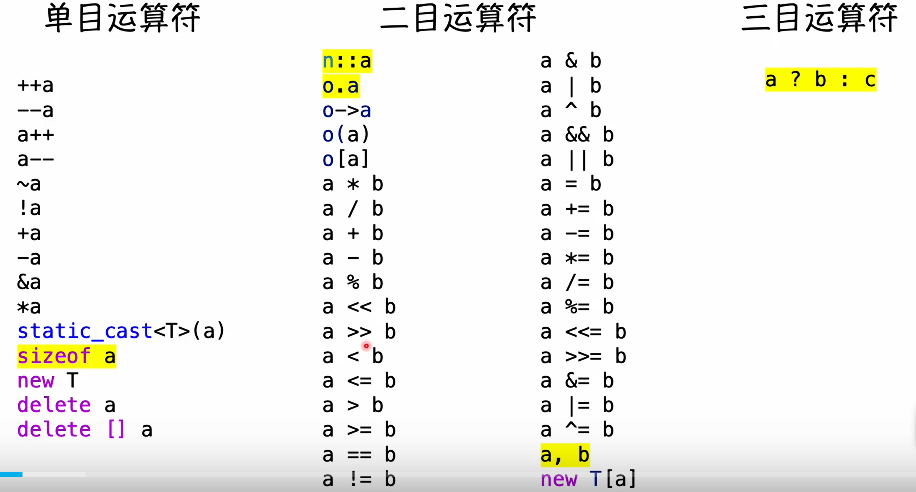 单目运算符
++a
--a
a++
a--
~a
!a
+a
-a
&a
*a
static_cast<T>(a)
sizeof a
new T
delete a
delete [] a
二目运算符
n::a
o.a
o->a
o(a)
o[a]
a * b
a / b
a + b
a - b
a % b
a << b
a >> b
a < b
a <= b
a > b
a >= b
a == b
a != b
a & b
a | b
a ^ b
a && b
a || b
a = b
a += b
a -= b
a *= b
a /= b
a %= b
a <<= b
a >>= b
a &= b
a |= b
a ^= b
a, b
new T[a]
三目运算符
a ? b : c